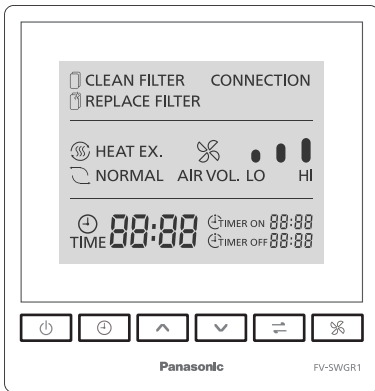 CLEAN FILTER CONNECTION
REPLACE FILTER
HEAT EX.
NORMAL AIR VOL. LO HI
TIME 88:88 TIMER ON 88:88
TIMER OFF 88:88
Panasonic FV-SWGR1